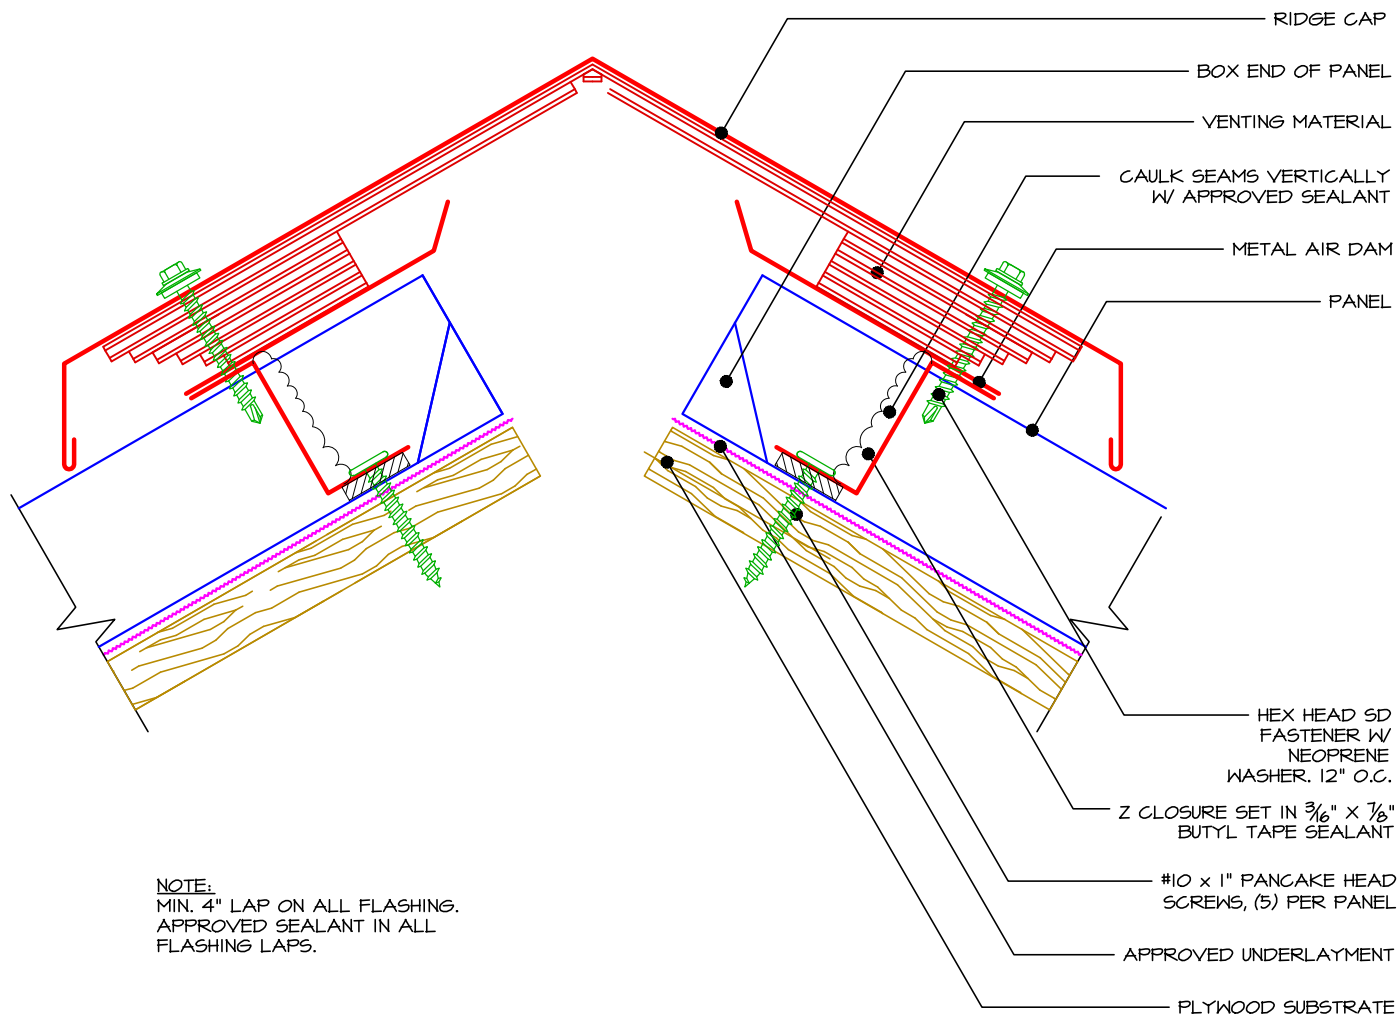 RIDGE CAP
BOX END OF PANEL
VENTING MATERIAL
CAULK SEAMS VERTICALLY
W/ APPROVED SEALANT
METAL AIR DAM
PANEL
HEX HEAD SD
FASTENER W/
NEOPRENE
WASHER. 12" O.C.
Z CLOSURE SET IN 3/16" X 7/8"
BUTYL TAPE SEALANT
#10 x 1" PANCAKE HEAD
SCREWS, (5) PER PANEL
APPROVED UNDERLAYMENT
PLYWOOD SUBSTRATE
NOTE:
MIN. 4" LAP ON ALL FLASHING.
APPROVED SEALANT IN ALL
FLASHING LAPS.